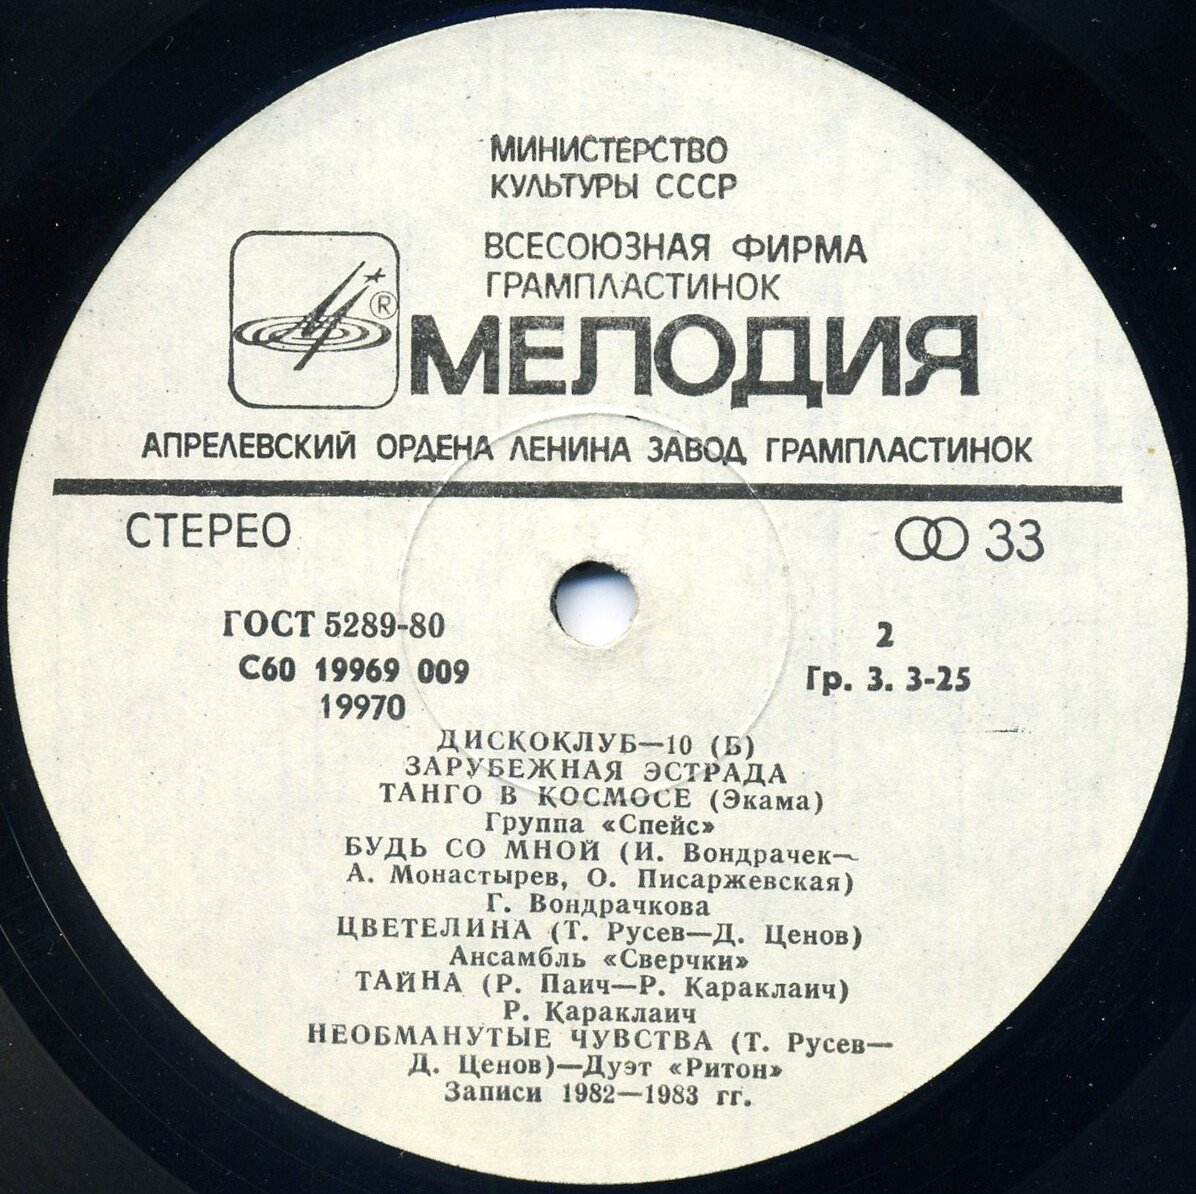 МИНИСТЕРСТВО
КУЛЬТУРЫ СССР
ВСЕСОЮЗНАЯ ФИРМА
ГРАМПЛАСТИНОК
®
МЕЛОДИЯ
АПРЕЛЕВСКИЙ ОРДЕНА ЛЕНИНА ЗАВОД ГРАМПЛАСТИНОК
СТЕРЕО
33
ГОСТ 5289-80
2
С60 19969 009
Гр. 3. 3-25
19970
ДИСКОКЛУБ—10 (Б)
ЗАРУБЕЖНАЯ ЭСТРАДА
ТАНГО В КОСМОСЕ (Экама)
Группа «Спейс»
БУДЬ СО МНОЙ (И. Вондрачек—
А. Монастырев, О. Писаржевская)
Г. Вондрачкова
ЦВЕТЕЛИНА (Т. Русев—Д. Ценов)
Ансамбль «Сверчки»
ТАЙНА (Р. Паич—Р. Караклаич)
Р. Караклаич
НЕОБМАНУТЫЕ ЧУВСТВА (Т. Русев—
Д. Ценов)—Дуэт «Ритон»
Записи 1982—1983 гг.